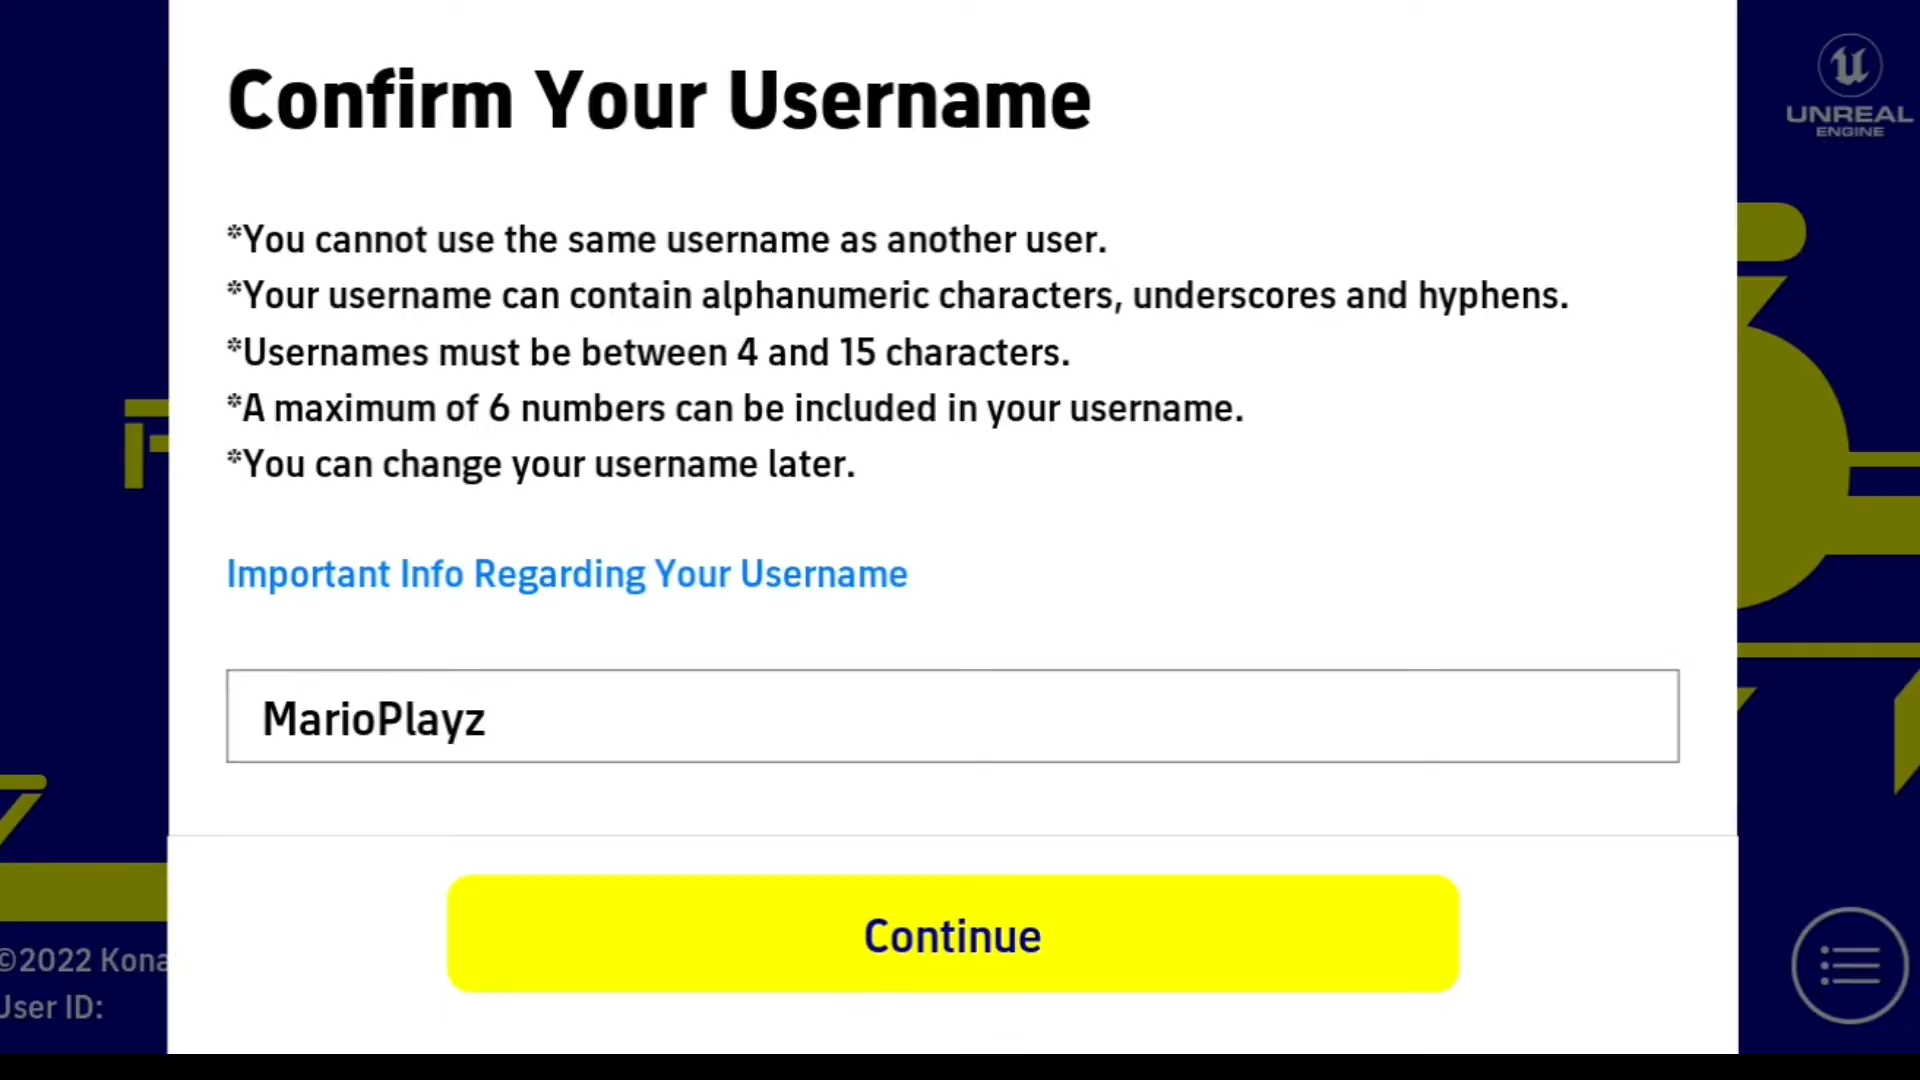 Confirm Your Username
UNREAL
ENGINE
*You cannot use the same username as another user.
*Your username can contain alphanumeric characters, underscores and hyphens.
*Usernames must be between 4 and 15 characters.
*A maximum of 6 numbers can be included in your username.
*You can change your username later.
Important Info Regarding Your Username
MarioPlayz
Continue
©2022 Kona
User ID: